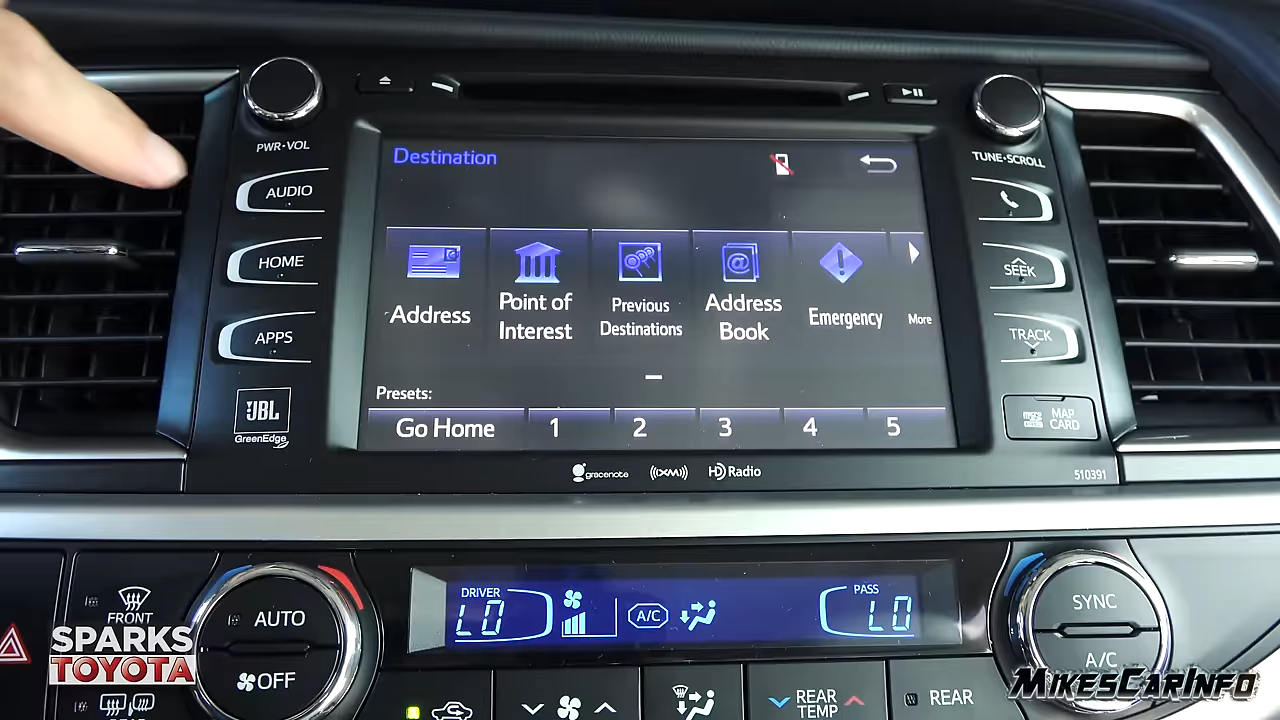 PWR•VOL
AUDIO
HOME
APPS
JBL
GreenEdge
Destination
Address
Point of
Interest
Previous
Destinations
Address
Book
Emergency
More
Presets:
Go Home 1 2 3 4 5
gracenote ((XM)) HD Radio
TUNE•SCROLL
SEEK
TRACK
MAP
CARD
510391
FRONT
AUTO
OFF
DRIVER
LO
A/C
PASS
LO
SYNC
A/C
REAR
TEMP
REAR
SPARKS
TOYOTA
MIKESCARINFO